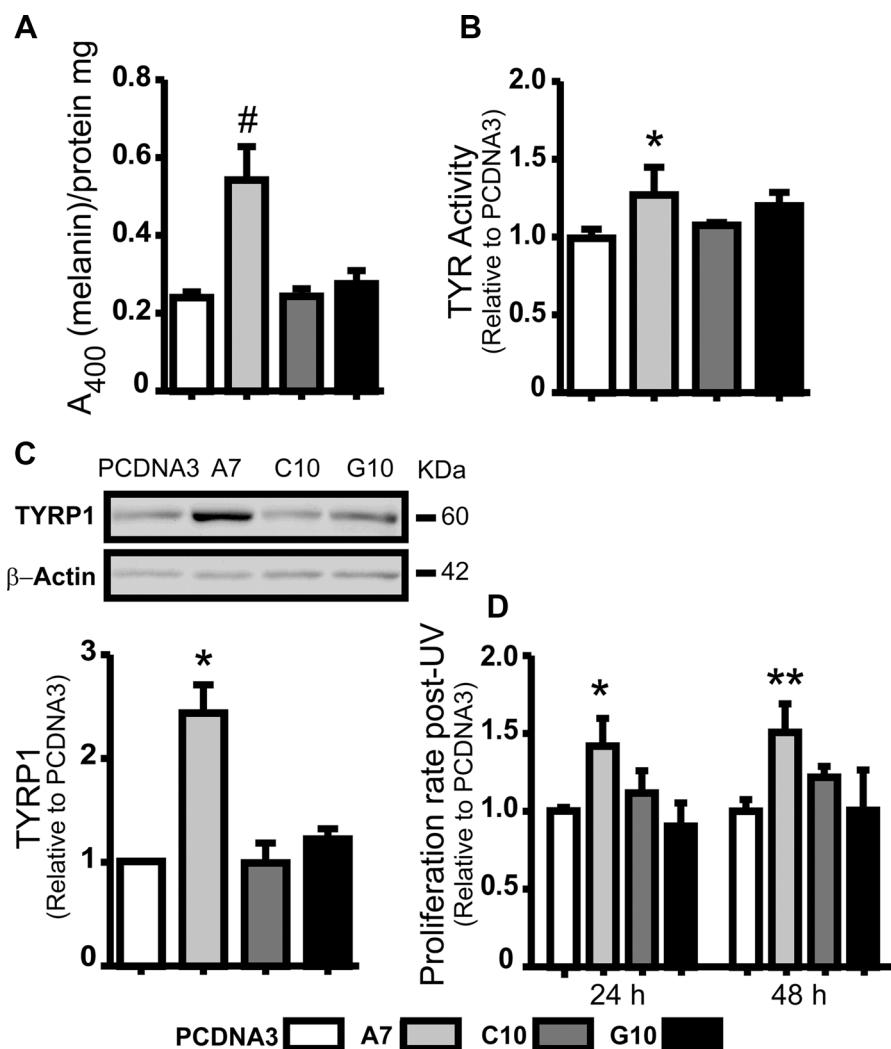 A
A400 (melanin)/protein mg
0.8
0.6
0.4
0.2
0
#
B
TYR Activity
(Relative to PCDNA3)
2.0
1.5
1.0
0.5
0
*
C
PCDNA3 A7 C10 G10 KDa
TYRP1
60
β–Actin
42
TYRP1
(Relative to PCDNA3)
3
2
1
0
*
D
Proliferation rate post-UV
(Relative to PCDNA3)
2.0
1.5
1.0
0.5
0
*
**
24 h
48 h
PCDNA3 A7 C10 G10